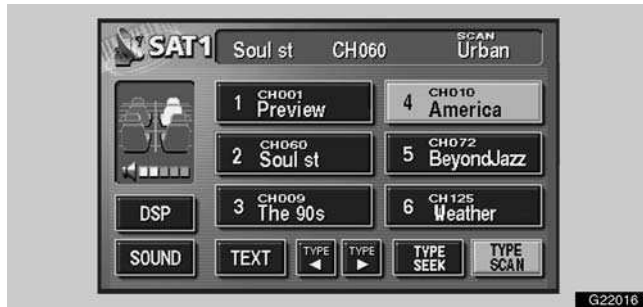 SAT1 Soul st CH060 SCAN Urban
1 CH001 Preview
4 CH010 America
2 CH060 Soul st
5 CH072 BeyondJazz
3 CH009 The 90s
6 CH125 Weather
DSP
SOUND TEXT TYPE ◄ TYPE ► TYPE SEEK TYPE SCAN
G22016